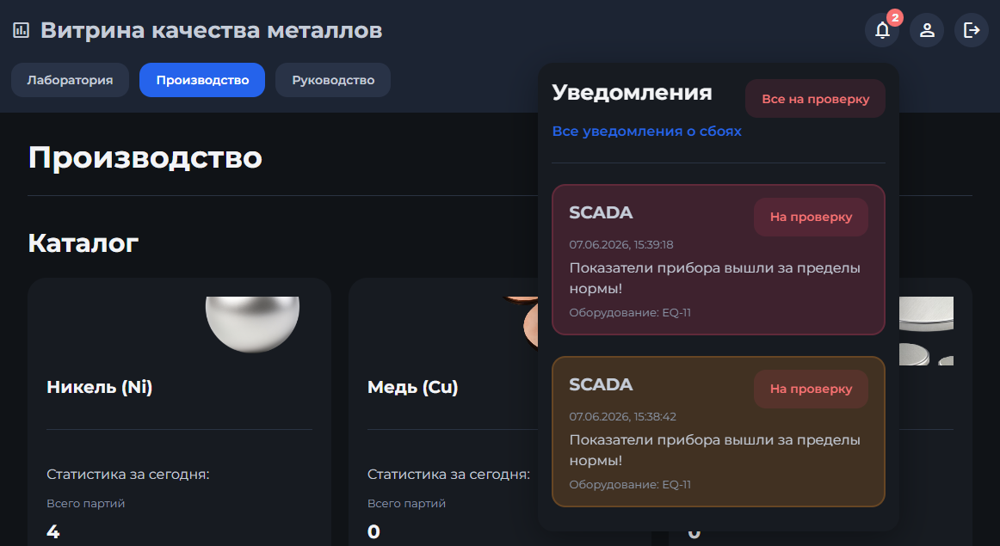 Витрина качества металлов
2
Лаборатория
Производство
Руководство
Уведомления
Все на проверку
Все уведомления о сбоях
SCADA
На проверку
07.06.2026, 15:39:18
Показатели прибора вышли за пределы
нормы!
Оборудование: EQ-11
SCADA
На проверку
07.06.2026, 15:38:42
Показатели прибора вышли за пределы
нормы!
Оборудование: EQ-11
Производство
Каталог
Никель (Ni)
Статистика за сегодня:
Всего партий
4
Медь (Cu)
Статистика за сегодня:
Всего партий
0
0